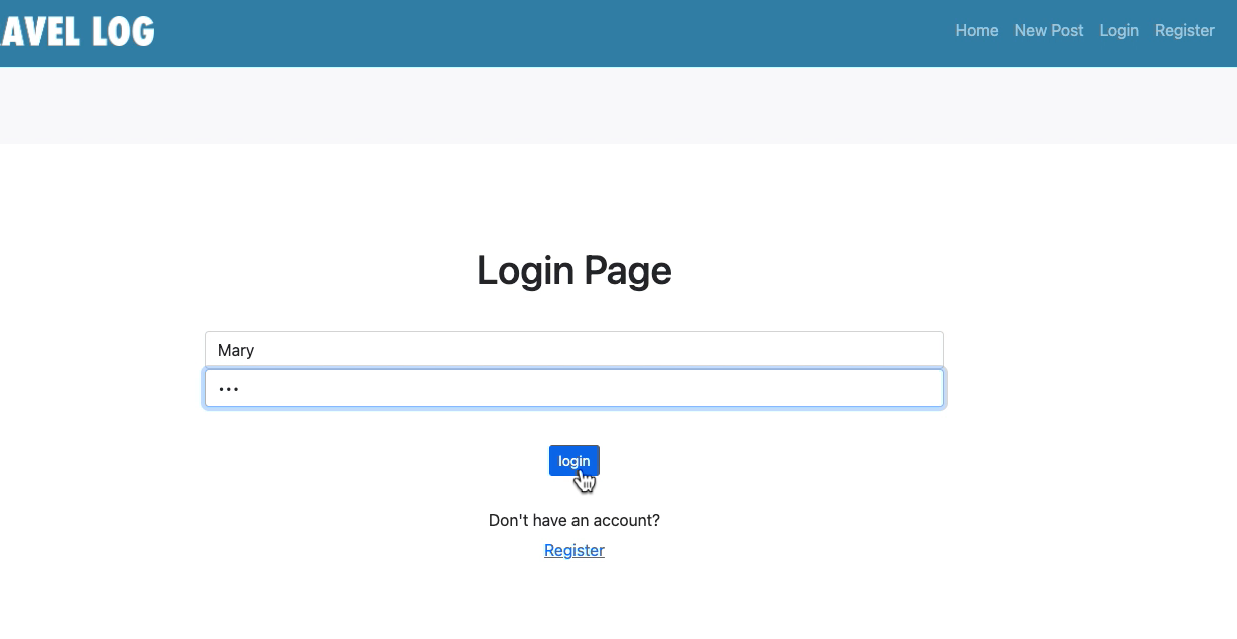 AVEL LOG
Home New Post Login Register
Login Page
Mary
•••
login
Don't have an account?
Register